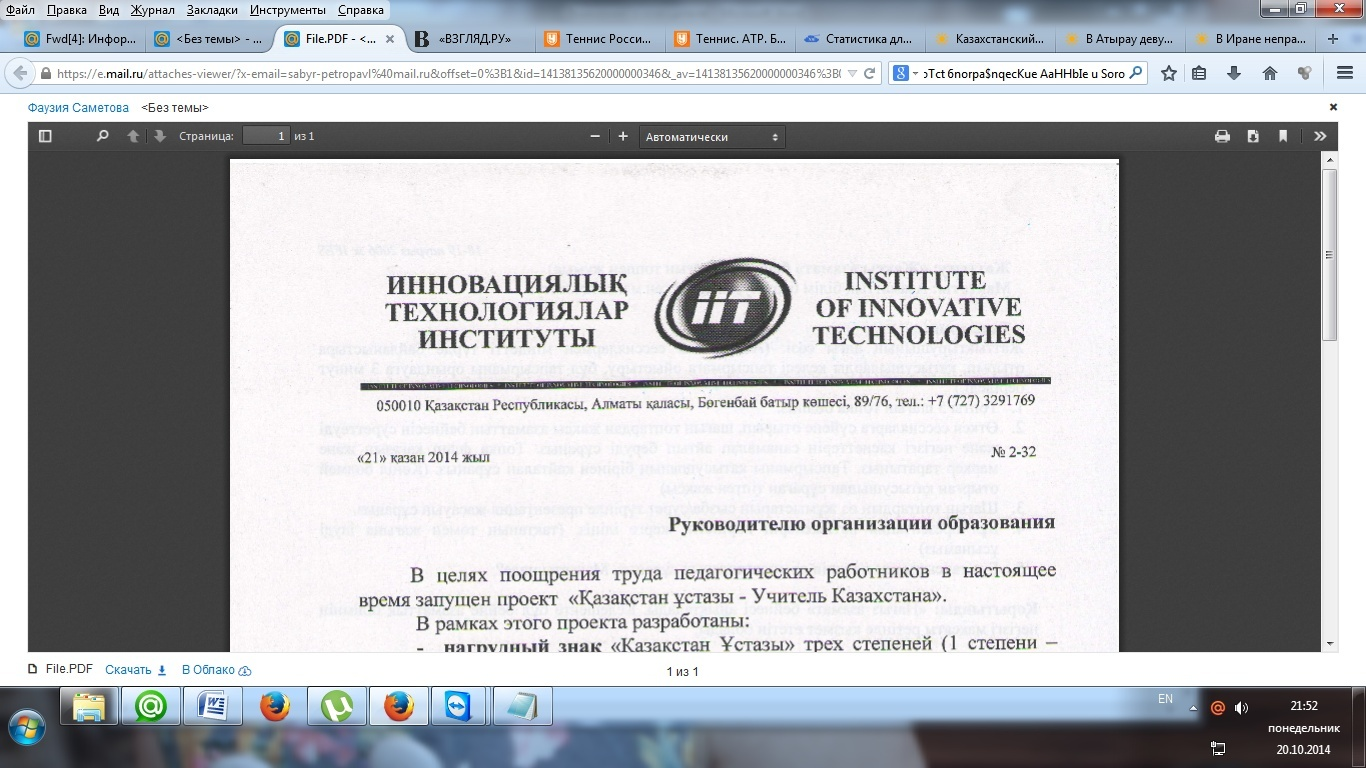 Файл Правка Вид Журнал Закладки Инструменты Справка
Fwd[4]: Инфор... <Без темы> - ... File.PDF - <... «ВЗГЛЯД.РУ» Теннис Росси... Теннис. ATP. Б... Статистика дл... Казахстанский... В Атырау деву... В Иране непра...
https://e.mail.ru/attaches-viewer/?x-email=sabyr-petropavl%40mail.ru&offset=0%3B1&id=14138135620000000346&_av=14138135620000000346%3B(
Фаузия Саметова <Без темы>
Страница: 1 из 1 Автоматически
ИННОВАЦИЯЛЫҚ
ТЕХНОЛОГИЯЛАР
ИНСТИТУТЫ
iiT
INSTITUTE
OF INNOVATIVE
TECHNOLOGIES
050010 Қазақстан Республикасы, Алматы қаласы, Бөгенбай батыр көшесі, 89/76, тел.: +7 (727) 3291769
«21» қазан 2014 жыл № 2-32
Руководителю организации образования
В целях поощрения труда педагогических работников в настоящее
время запущен проект «Қазақстан ұстазы - Учитель Казахстана».
В рамках этого проекта разработаны:
- нагрудный знак «Казакстан Ұстазы» трех степеней (1 степени –
File.PDF Скачать В Облако 1 из 1
EN
21:52
понедельник
20.10.2014